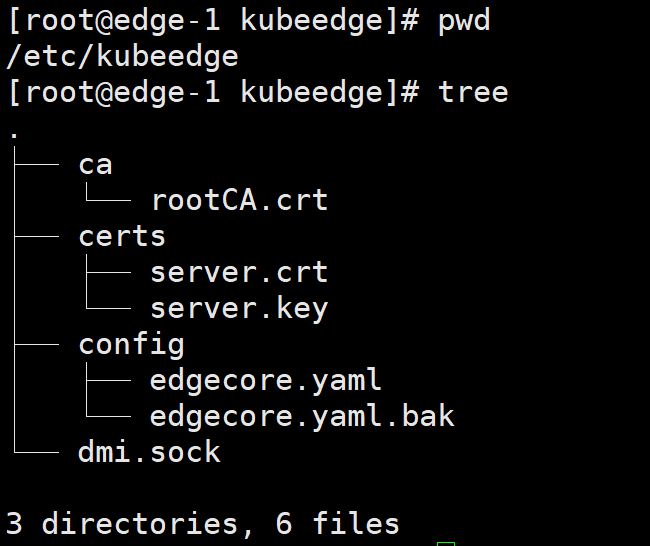 [root@edge-1 kubeedge]# pwd
/etc/kubeedge
[root@edge-1 kubeedge]# tree
.
├── ca
│   └── rootCA.crt
├── certs
│   ├── server.crt
│   └── server.key
├── config
│   ├── edgecore.yaml
│   └── edgecore.yaml.bak
└── dmi.sock

3 directories, 6 files